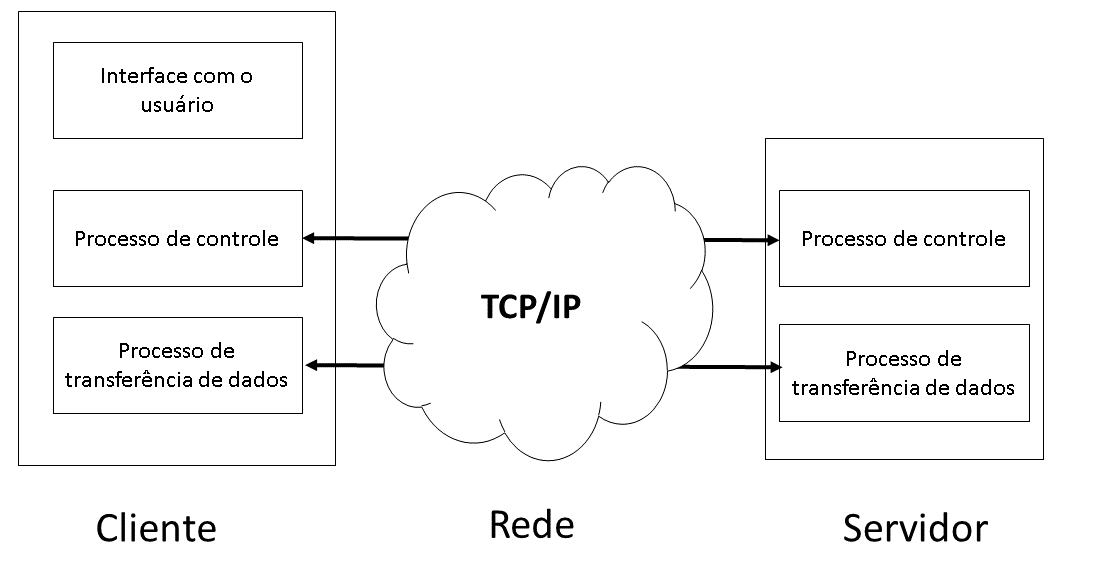 Interface com o
usuário
Processo de controle
Processo de
transferência de dados
TCP/IP
Processo de controle
Processo de
transferência de dados
Cliente
Rede
Servidor